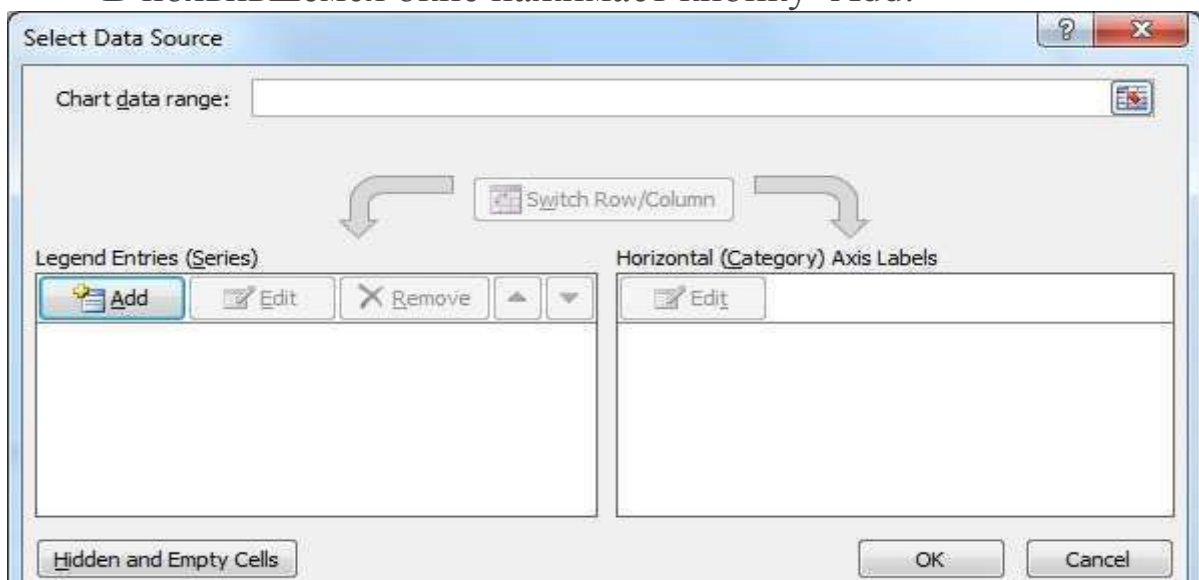 Select Data Source
Chart data range:
Switch Row/Column
Legend Entries (Series)
Horizontal (Category) Axis Labels
Add Edit Remove
Edit
Hidden and Empty Cells
OK
Cancel